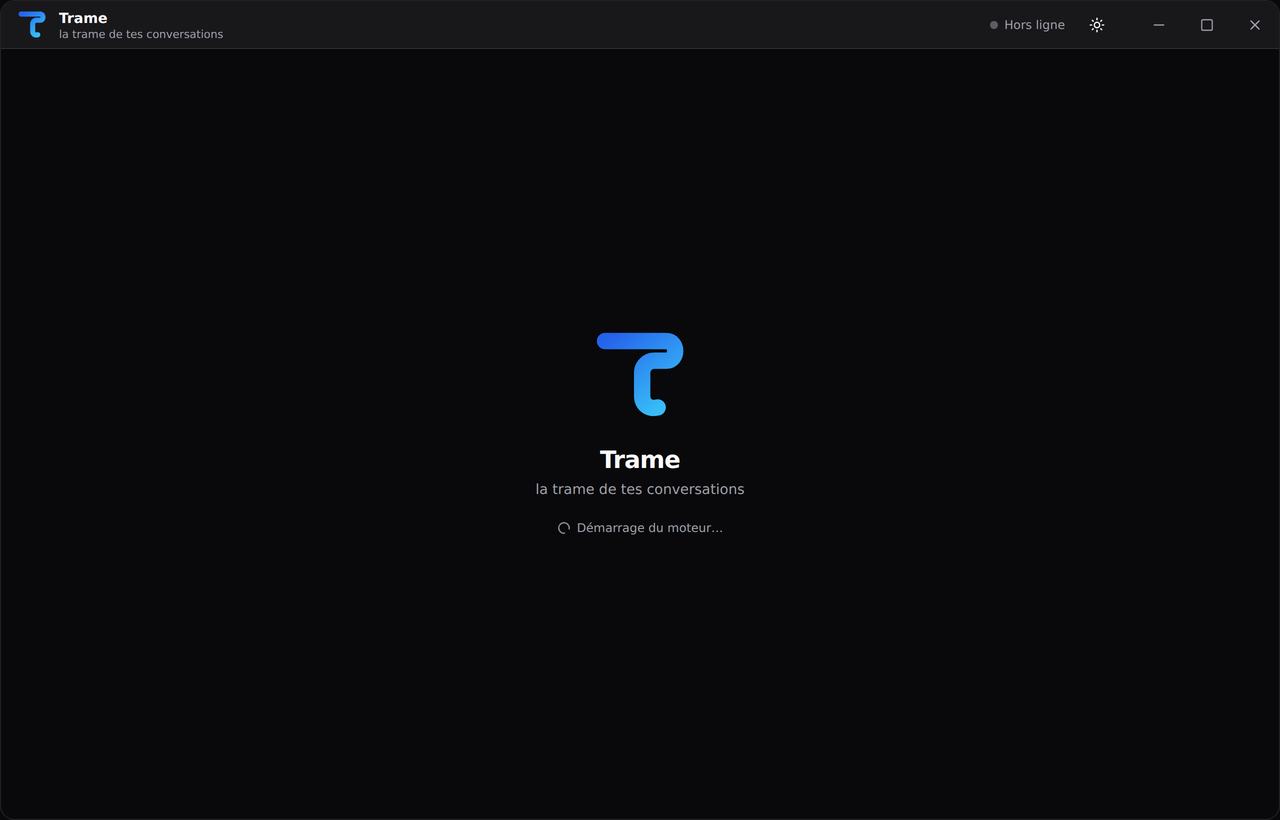 Trame
la trame de tes conversations
Hors ligne
Trame
la trame de tes conversations
Démarrage du moteur...